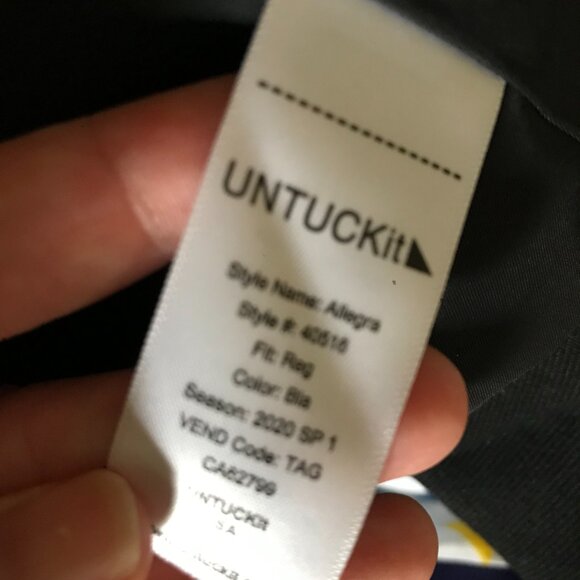 UNTUCKit
Style Name: Allegra
Style #: 40516
Fit: Reg
Color: Bla
Season: 2020 SP 1
VEND Code: TAG
CA62799
UNTUCKit